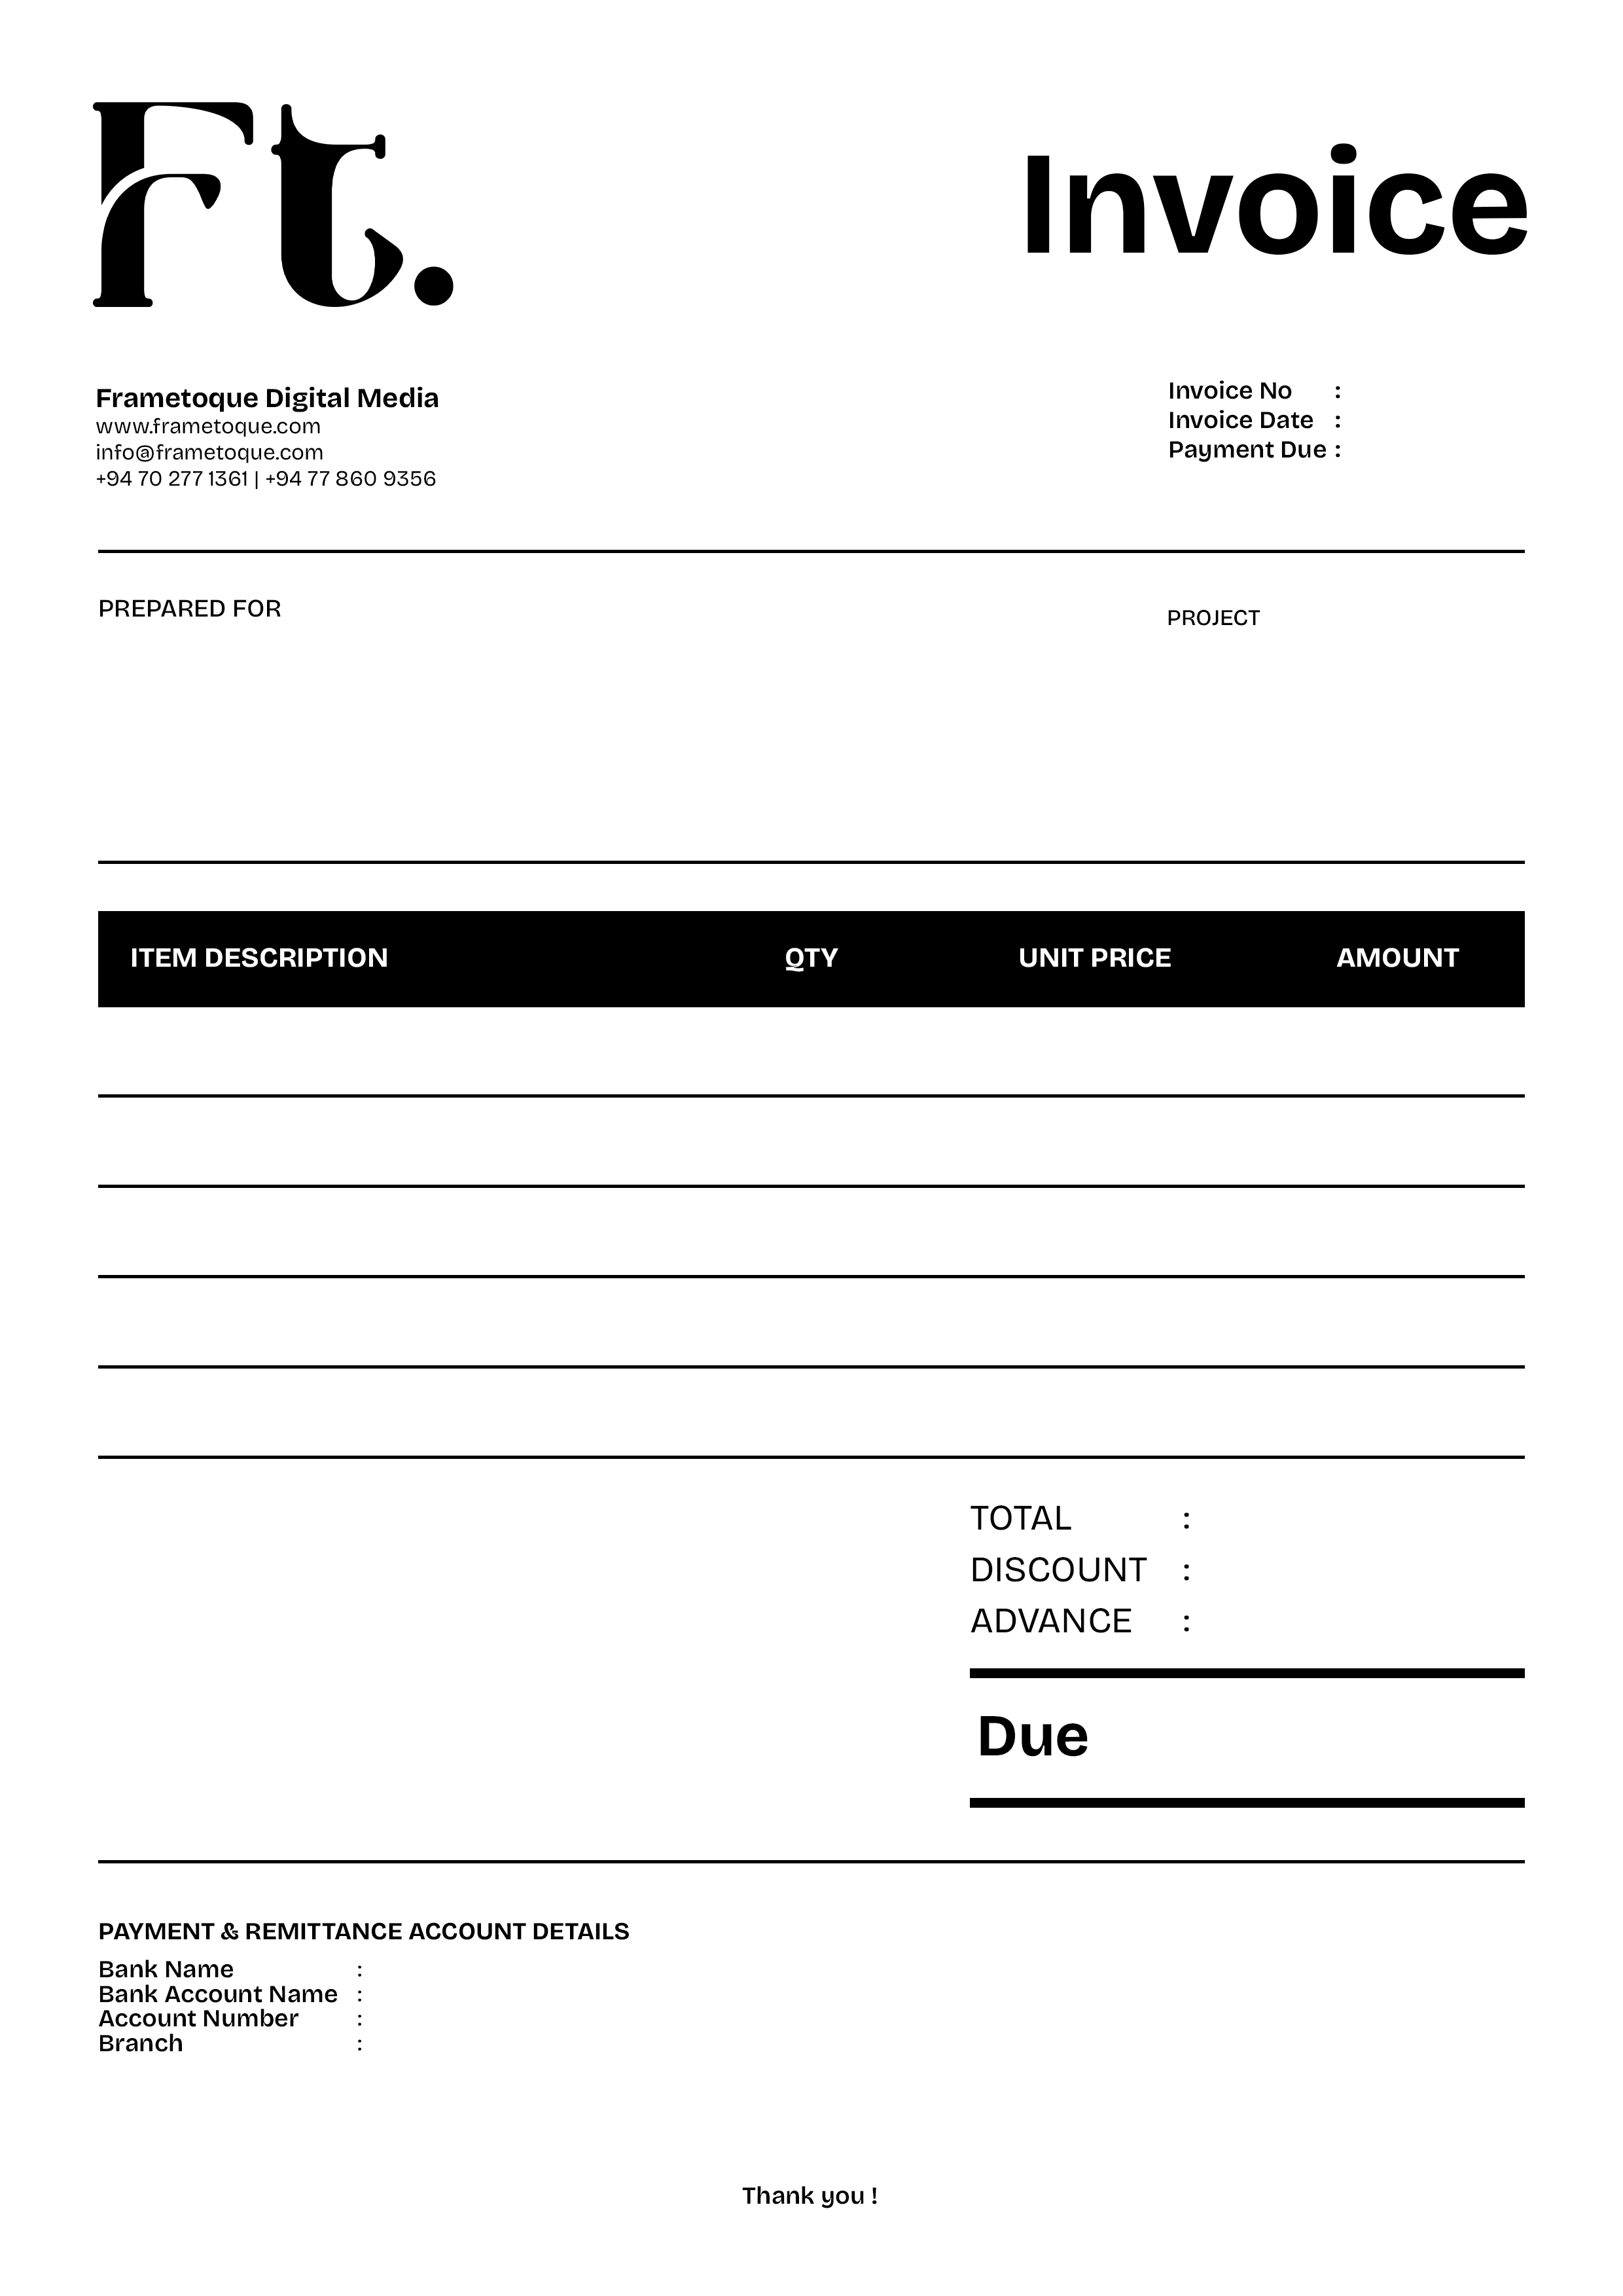 Ft.
Invoice
Frametoque Digital Media
www.frametoque.com
info@frametoque.com
+94 70 277 1361 | +94 77 860 9356
Invoice No :
Invoice Date :
Payment Due :
PREPARED FOR
PROJECT
ITEM DESCRIPTION QTY UNIT PRICE AMOUNT
TOTAL :
DISCOUNT :
ADVANCE :
Due
PAYMENT & REMITTANCE ACCOUNT DETAILS
Bank Name :
Bank Account Name :
Account Number :
Branch :
Thank you !